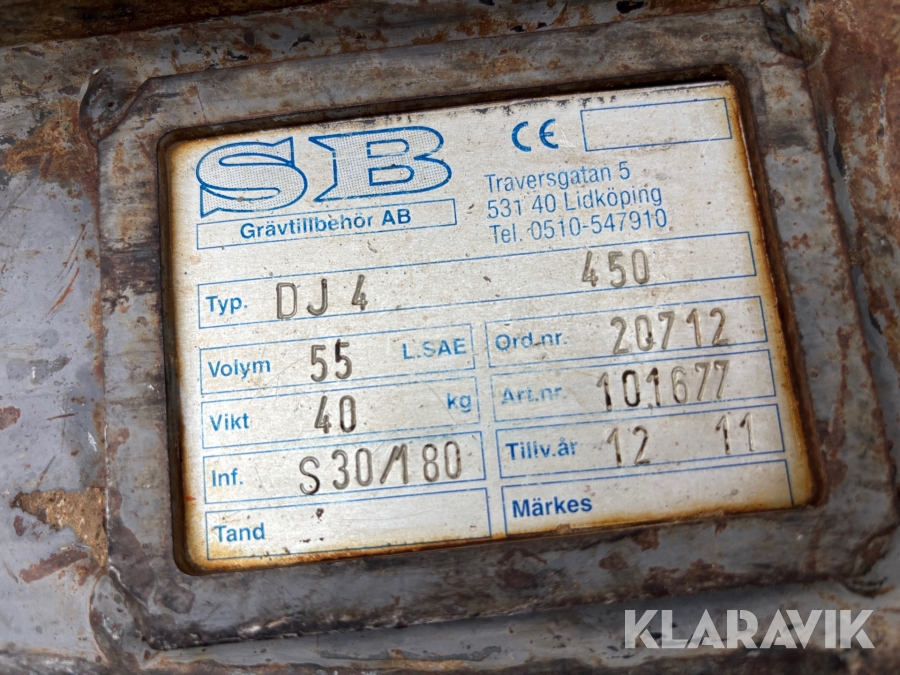 SB
Grävtillbehör AB
CE
Traversgatan 5
531 40 Lidköping
Tel. 0510-547910
Typ. DJ 4 450
Volym 55 L.SAE
Ord.nr. 20712
Vikt 40 kg
Art.nr. 101677
Inf. S30/180
Tillv.år 12 11
Tand
Märkes
KLARAVIK